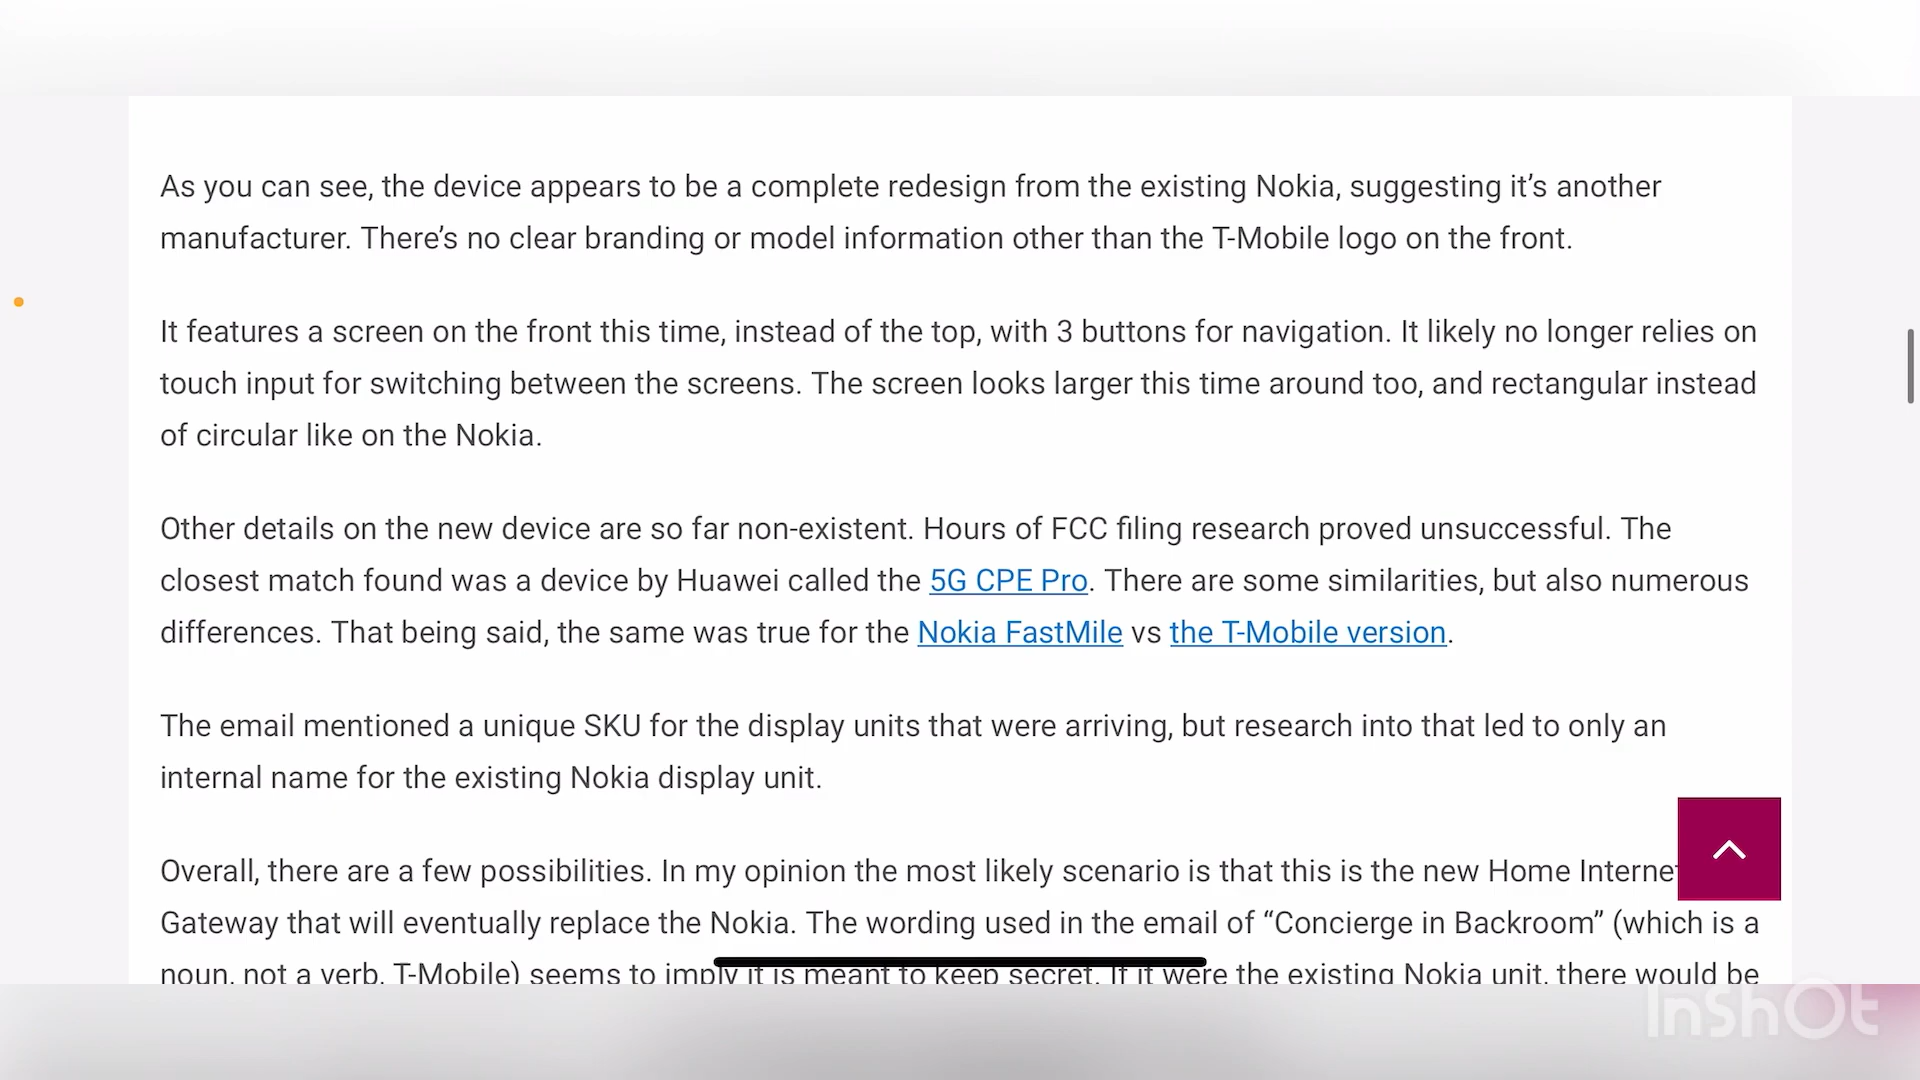 As you can see, the device appears to be a complete redesign from the existing Nokia, suggesting it’s another
manufacturer. There’s no clear branding or model information other than the T-Mobile logo on the front.
It features a screen on the front this time, instead of the top, with 3 buttons for navigation. It likely no longer relies on
touch input for switching between the screens. The screen looks larger this time around too, and rectangular instead
of circular like on the Nokia.
Other details on the new device are so far non-existent. Hours of FCC filing research proved unsuccessful. The
closest match found was a device by Huawei called the 5G CPE Pro. There are some similarities, but also numerous
differences. That being said, the same was true for the Nokia FastMile vs the T-Mobile version.
The email mentioned a unique SKU for the display units that were arriving, but research into that led to only an
internal name for the existing Nokia display unit.
Overall, there are a few possibilities. In my opinion the most likely scenario is that this is the new Home Internet
Gateway that will eventually replace the Nokia. The wording used in the email of “Concierge in Backroom” (which is a
noun, not a verb, T-Mobile) seems to imply it is meant to keep secret. If it were the existing Nokia unit, there would be
InShOt